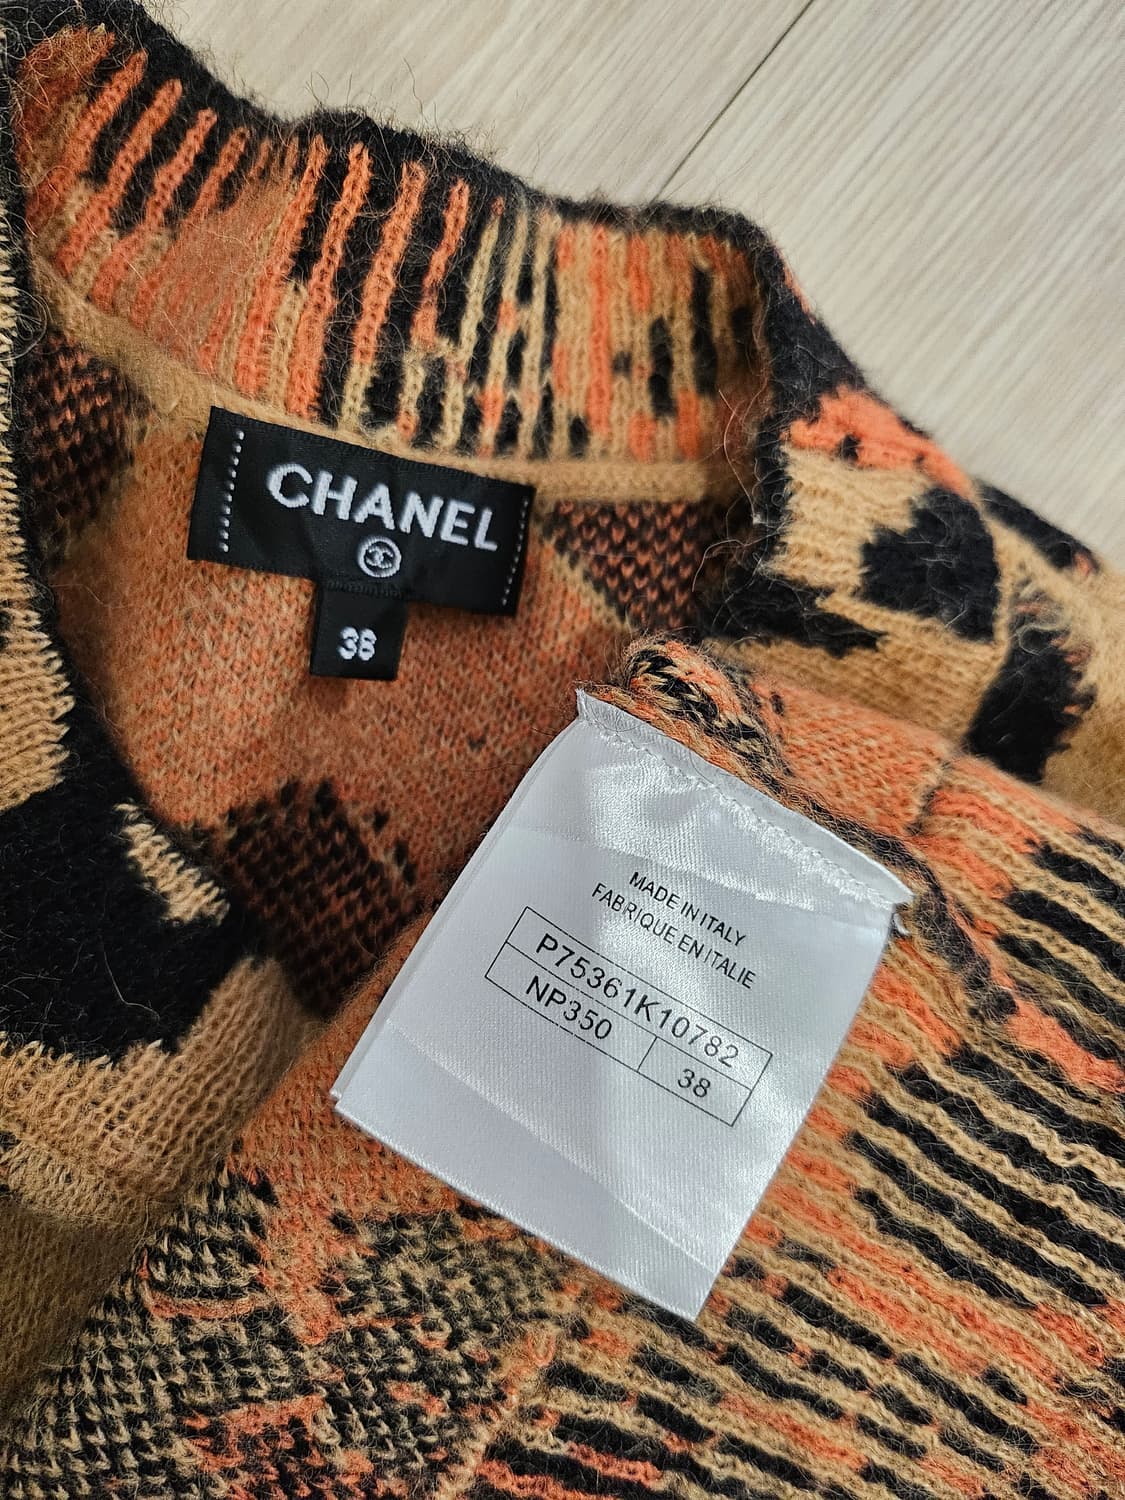 CHANEL
38
MADE IN ITALY
FABRIQUE EN ITALIE
P75361K10782
NP350 38